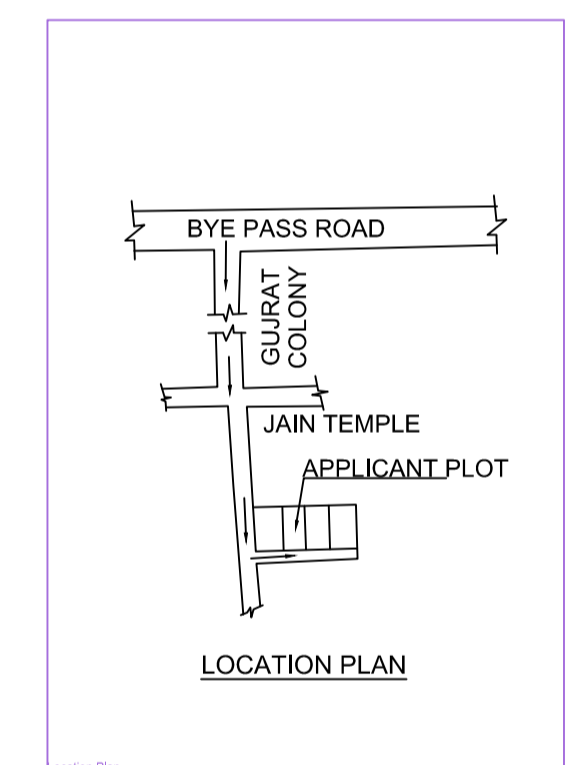 BYE PASS ROAD
GUJRAT
COLONY
JAIN TEMPLE
APPLICANT PLOT
LOCATION PLAN